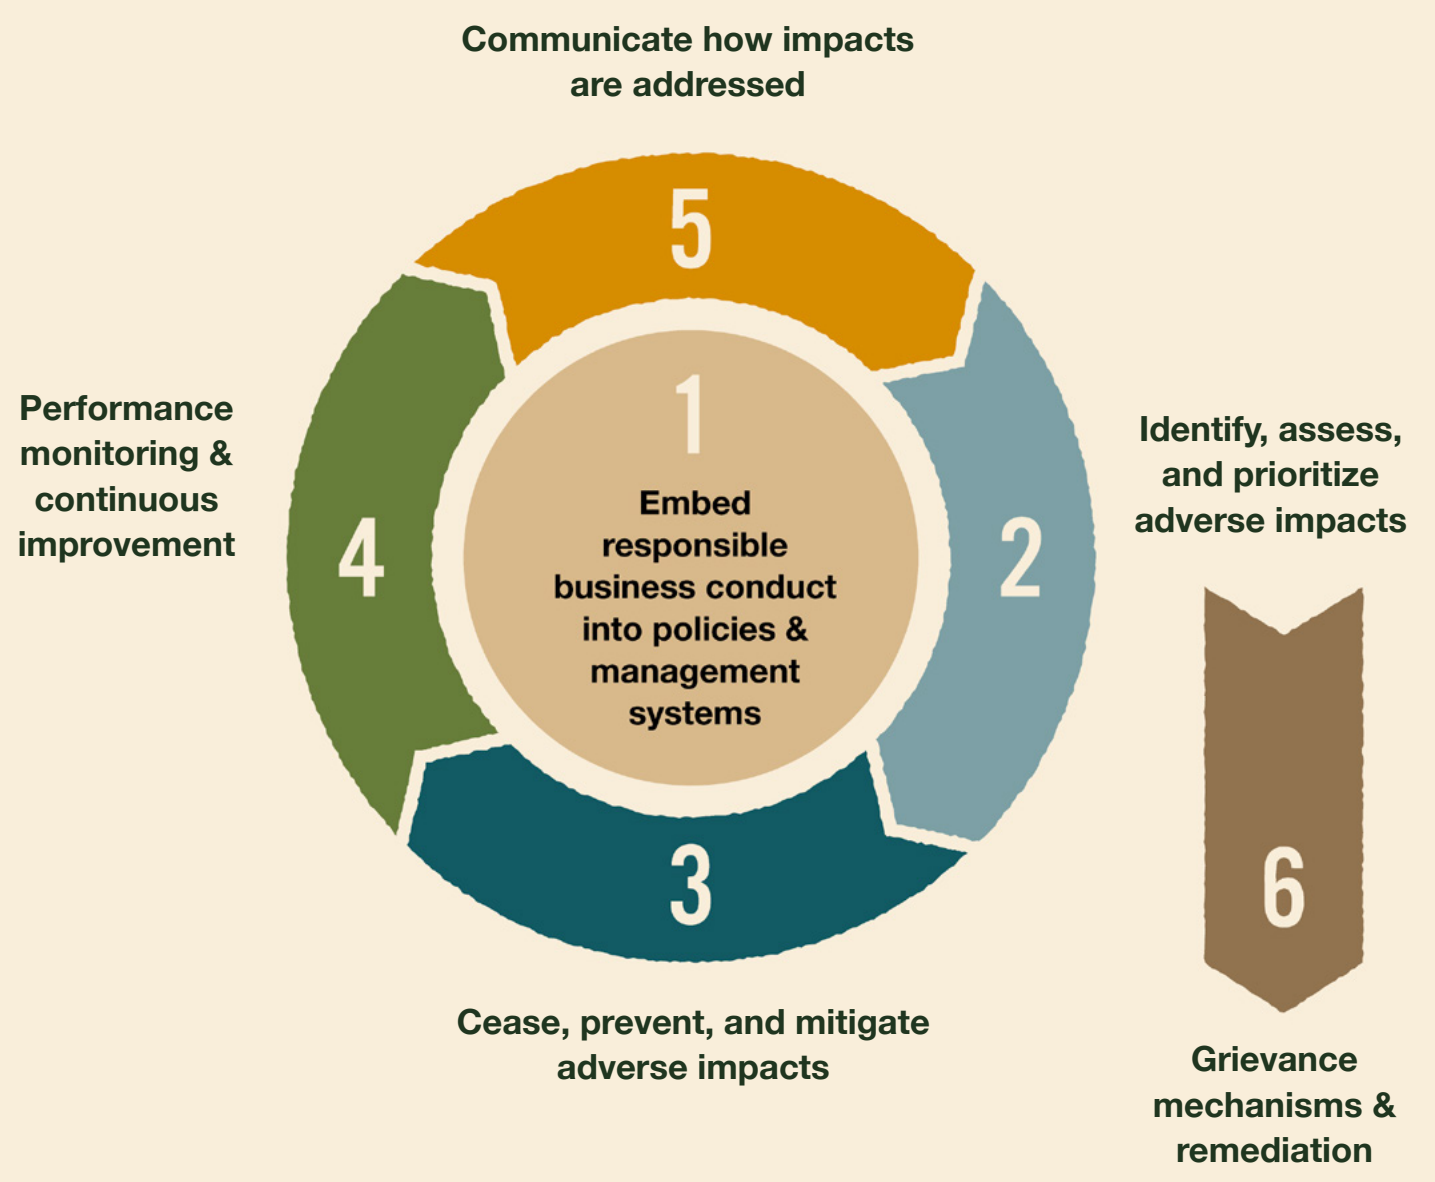 Communicate how impacts
are addressed
5
1
Embed
responsible
business conduct
into policies &
management
systems
2
Identify, assess,
and prioritize
adverse impacts
3
Cease, prevent, and mitigate
adverse impacts
4
Performance
monitoring &
continuous
improvement
6
Grievance
mechanisms &
remediation